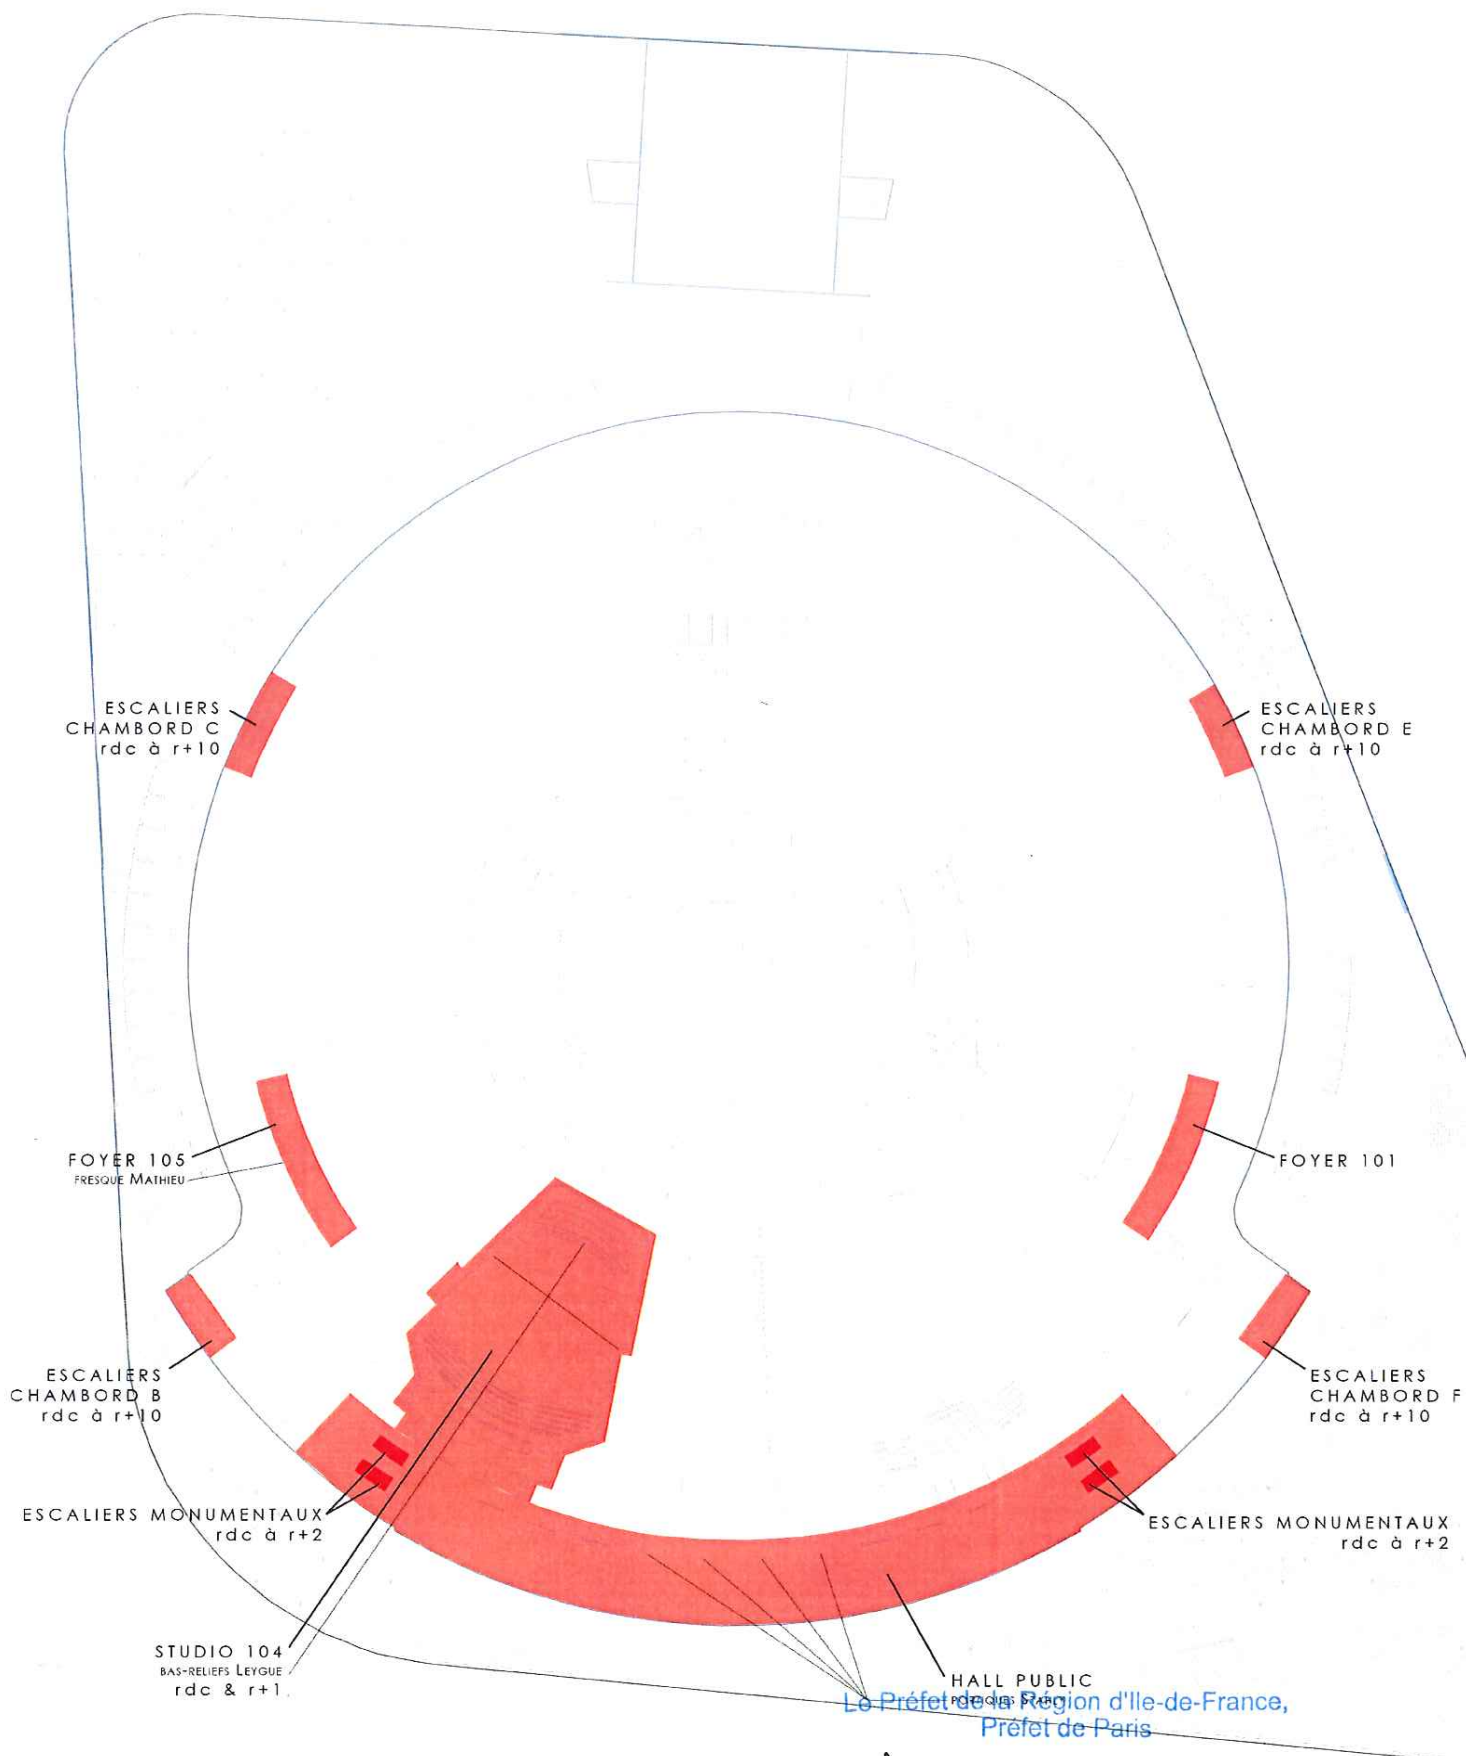 ESCALIERS
CHAMBORD C
rdc à r+10
ESCALIERS
CHAMBORD E
rdc à r+10
FOYER 105
FRESQUE MATHIEU
FOYER 101
ESCALIERS
CHAMBORD B
rdc à r+10
ESCALIERS
CHAMBORD F
rdc à r+10
ESCALIERS MONUMENTAUX
rdc à r+2
ESCALIERS MONUMENTAUX
rdc à r+2
STUDIO 104
BAS-RELIEFS LEYGUE
rdc & r+1
HALL PUBLIC
PORTIQUES
Le Préfet de la Région d'Ile-de-France,
Préfet de Paris